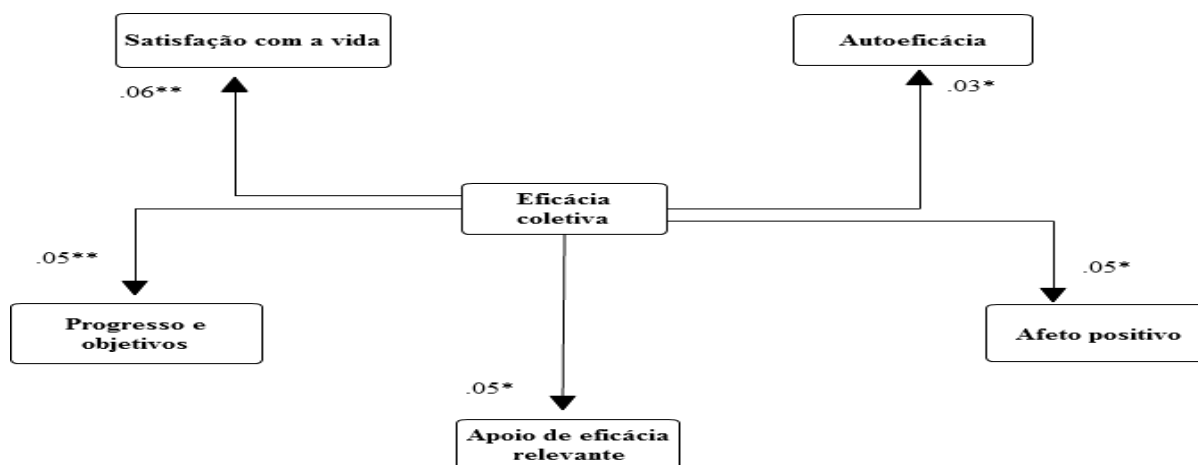 Satisfação com a vida
Autoeficácia
.06**
.03*
Eficácia
coletiva
.05**
.05*
Progresso e
objetivos
Afeto positivo
.05*
Apoio de eficácia
relevante